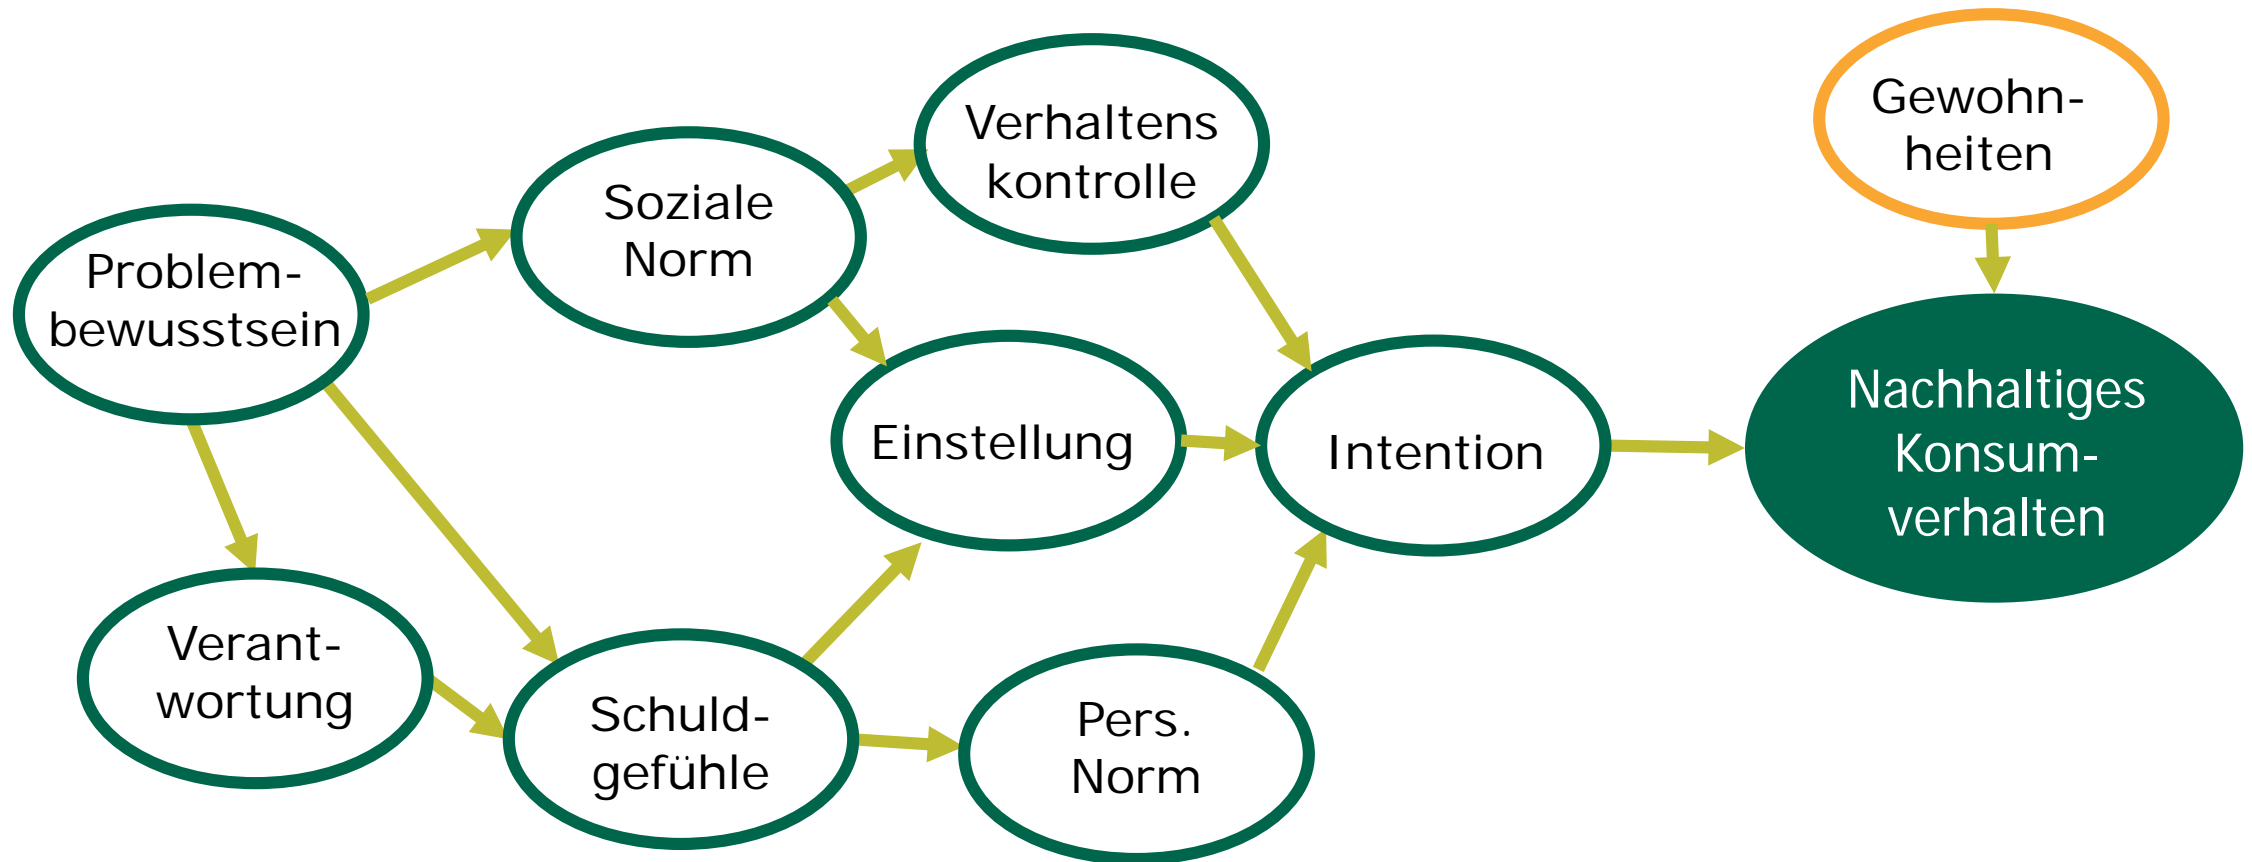 Problem-
bewusstsein
Soziale
Norm
Verhaltens
kontrolle
Gewohn-
heiten
Einstellung
Intention
Nachhaltiges
Konsum-
verhalten
Verant-
wortung
Schuld-
gefühle
Pers.
Norm